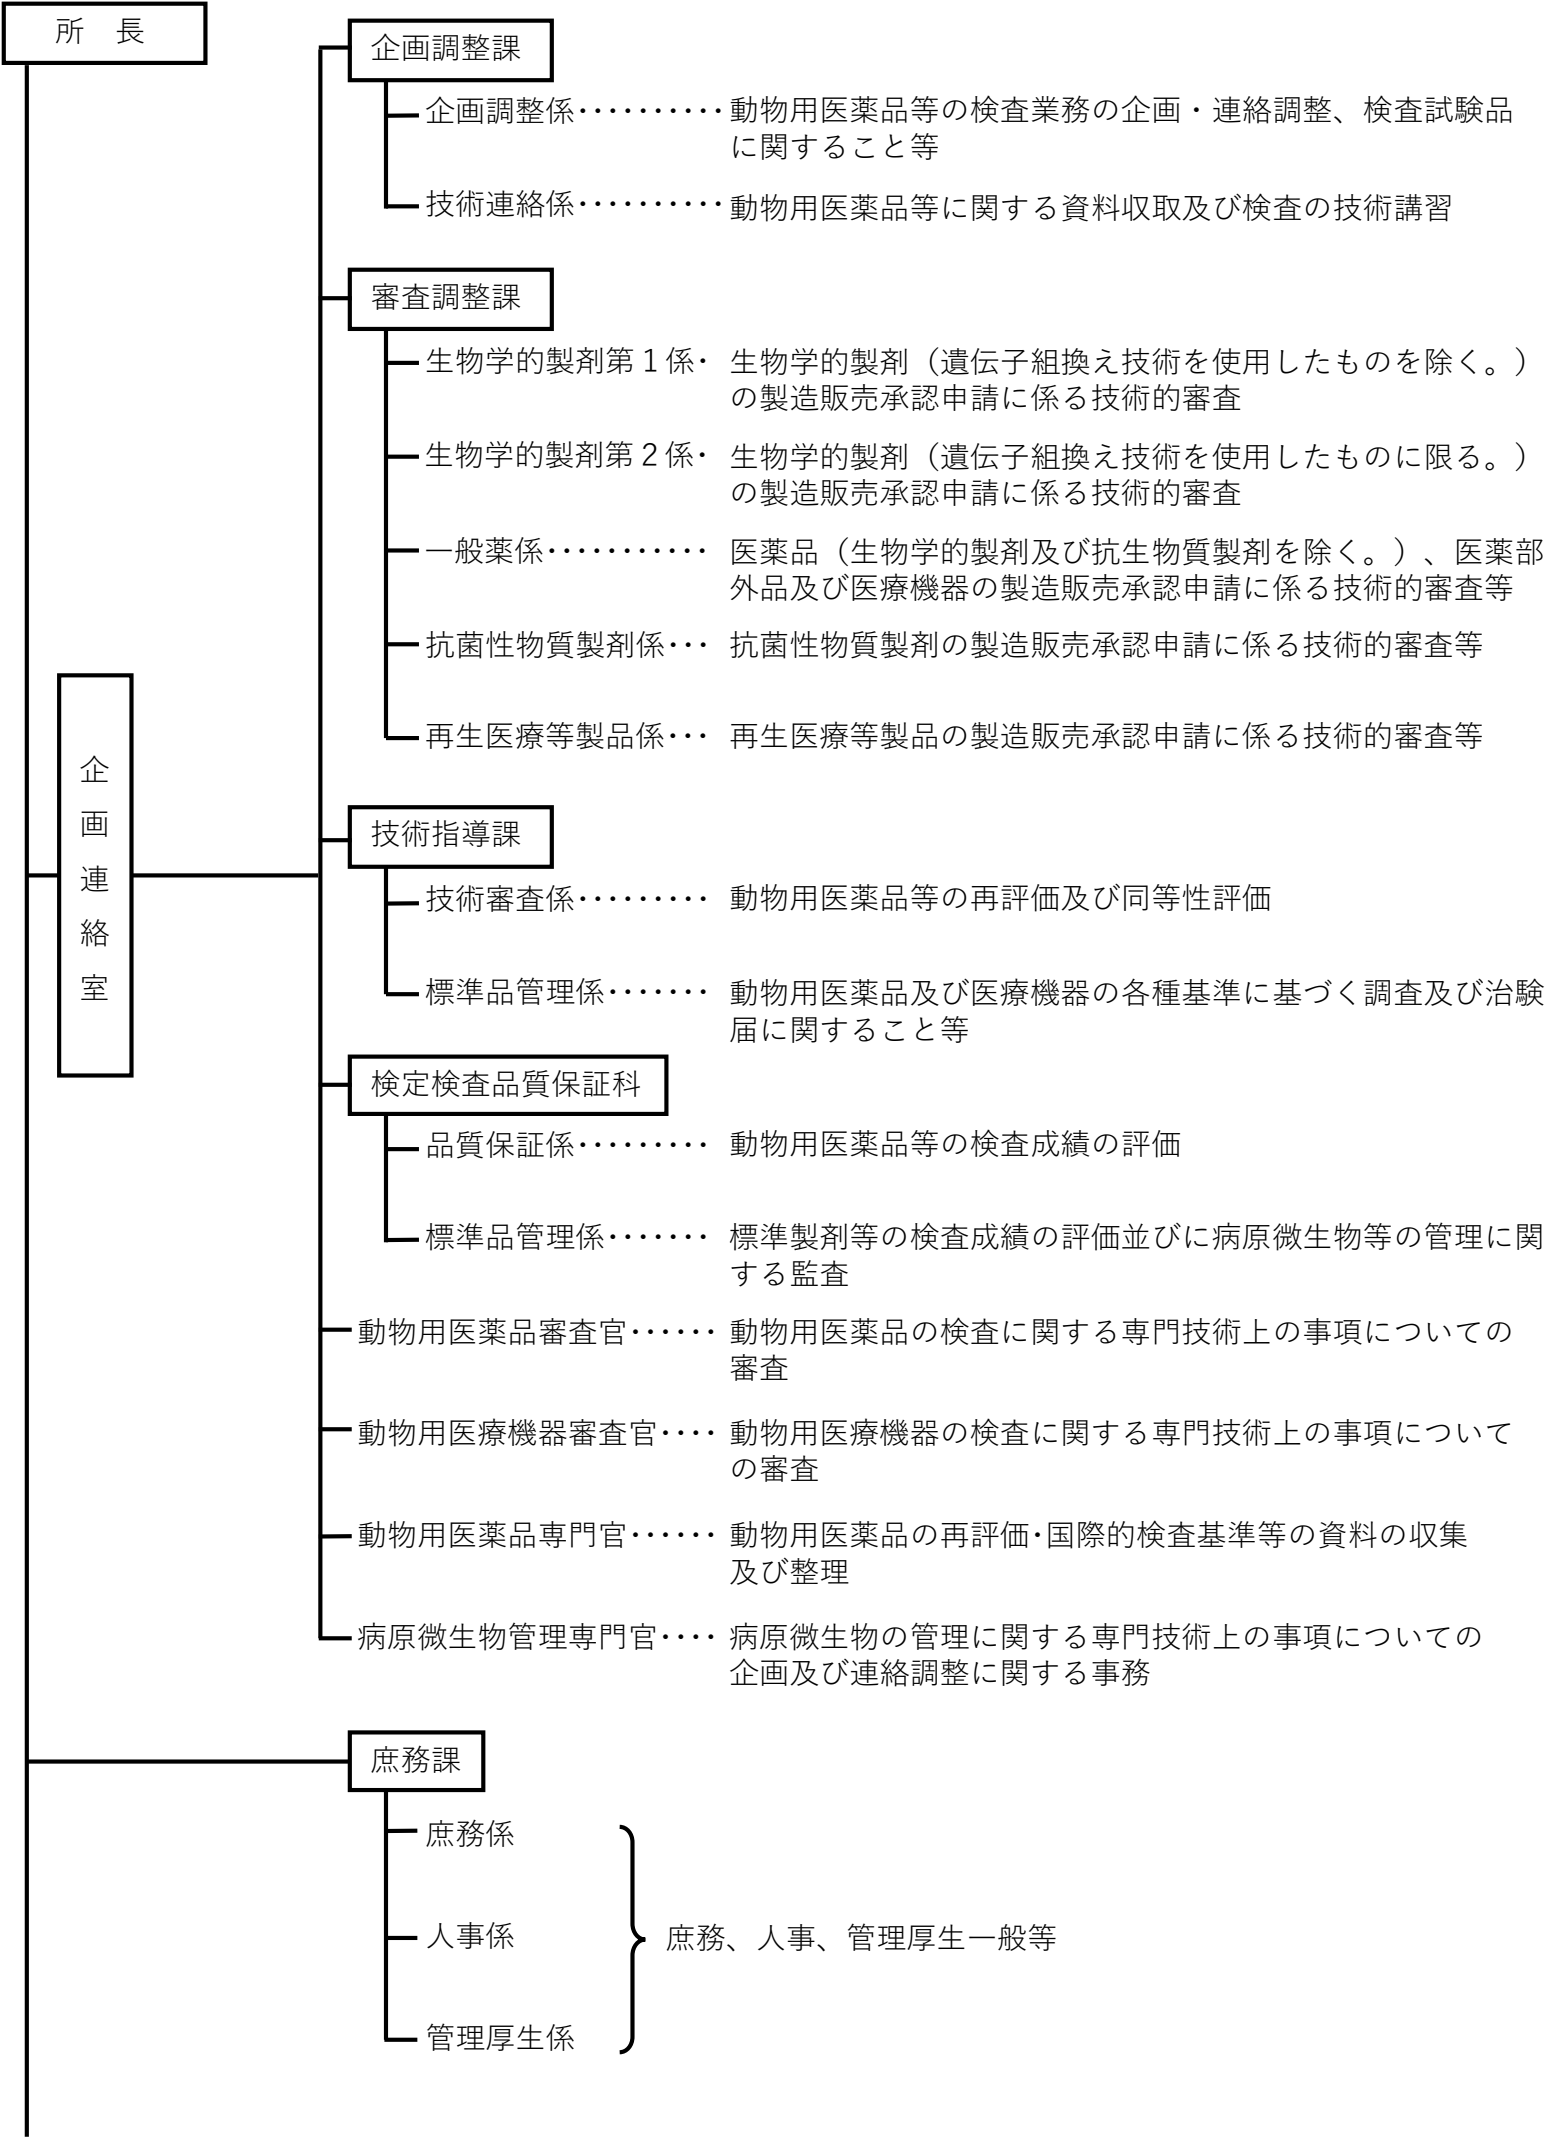 所　長
企画調整課
企画調整係・・・・・・・・・・動物用医薬品等の検査業務の企画・連絡調整、検査試験品
に関すること等
技術連絡係・・・・・・・・・・動物用医薬品等に関する資料収取及び検査の技術講習
審査調整課
生物学的製剤第１係・ 生物学的製剤（遺伝子組換え技術を使用したものを除く。）
の製造販売承認申請に係る技術的審査
生物学的製剤第２係・ 生物学的製剤（遺伝子組換え技術を使用したものに限る。）
の製造販売承認申請に係る技術的審査
一般薬係・・・・・・・・・・・ 医薬品（生物学的製剤及び抗生物質製剤を除く。）、医薬部
外品及び医療機器の製造販売承認申請に係る技術的審査等
抗菌性物質製剤係・・・ 抗菌性物質製剤の製造販売承認申請に係る技術的審査等
再生医療等製品係・・・ 再生医療等製品の製造販売承認申請に係る技術的審査等
企画連絡室
技術指導課
技術審査係・・・・・・・・・ 動物用医薬品等の再評価及び同等性評価
標準品管理係・・・・・・・ 動物用医薬品及び医療機器の各種基準に基づく調査及び治験
届に関すること等
検定検査品質保証科
品質保証係・・・・・・・・・ 動物用医薬品等の検査成績の評価
標準品管理係・・・・・・・ 標準製剤等の検査成績の評価並びに病原微生物等の管理に関
する監査
動物用医薬品審査官・・・・・・ 動物用医薬品の検査に関する専門技術上の事項についての
審査
動物用医療機器審査官・・・・ 動物用医療機器の検査に関する専門技術上の事項について
の審査
動物用医薬品専門官・・・・・・ 動物用医薬品の再評価・国際的検査基準等の資料の収集
及び整理
病原微生物管理専門官・・・・ 病原微生物の管理に関する専門技術上の事項についての
企画及び連絡調整に関する事務
庶務課
庶務係
人事係
庶務、人事、管理厚生一般等
管理厚生係